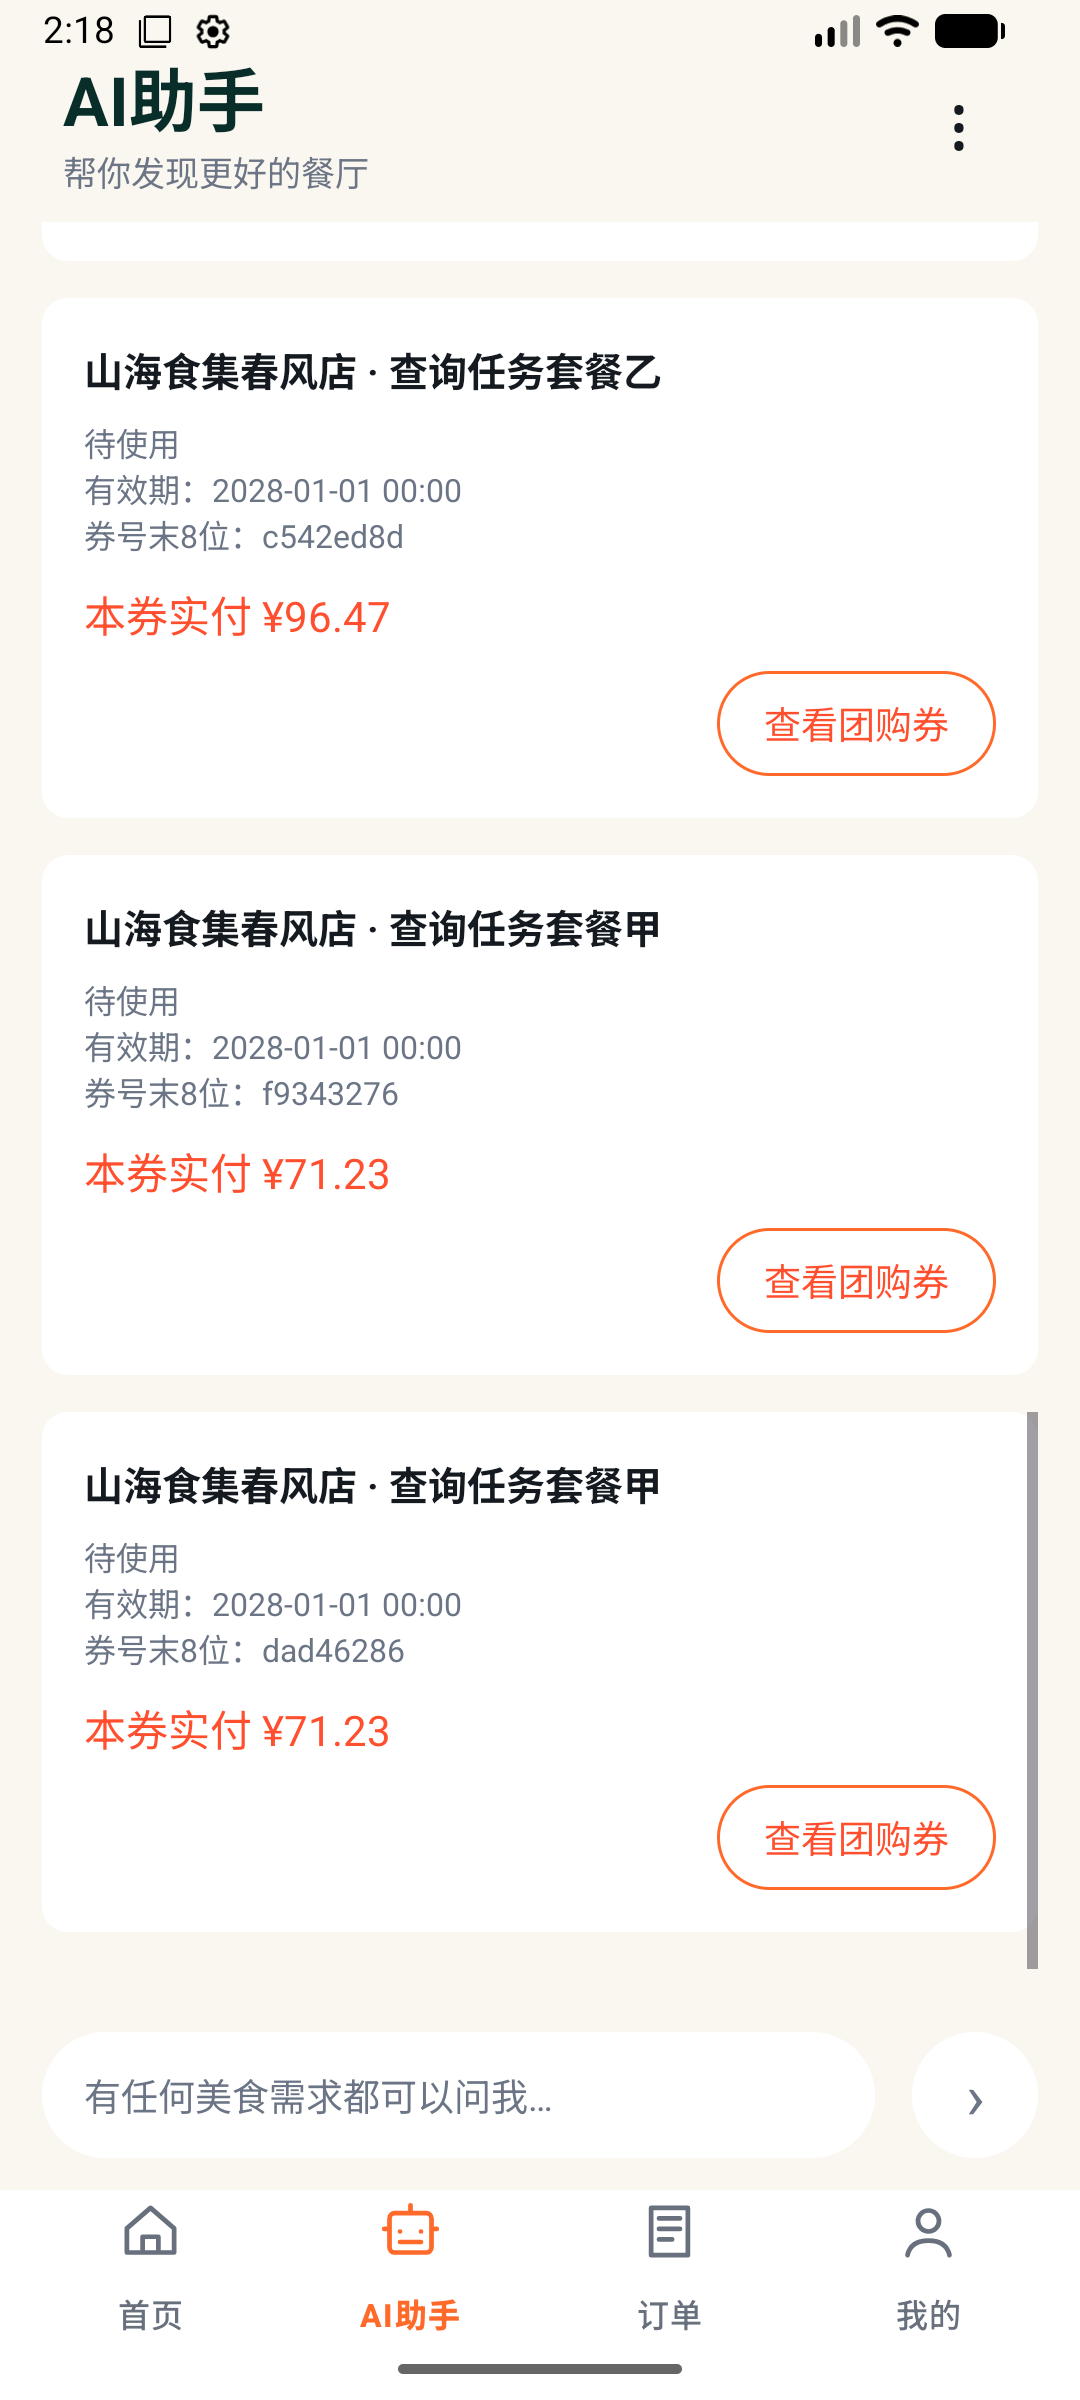 2:18
AI助手
帮你发现更好的餐厅
山海食集春风店 · 查询任务套餐乙
待使用
有效期：2028-01-01 00:00
券号末8位：c542ed8d
本券实付 ¥96.47
查看团购券
山海食集春风店 · 查询任务套餐甲
待使用
有效期：2028-01-01 00:00
券号末8位：f9343276
本券实付 ¥71.23
查看团购券
山海食集春风店 · 查询任务套餐甲
待使用
有效期：2028-01-01 00:00
券号末8位：dad46286
本券实付 ¥71.23
查看团购券
有任何美食需求都可以问我...
首页
AI助手
订单
我的